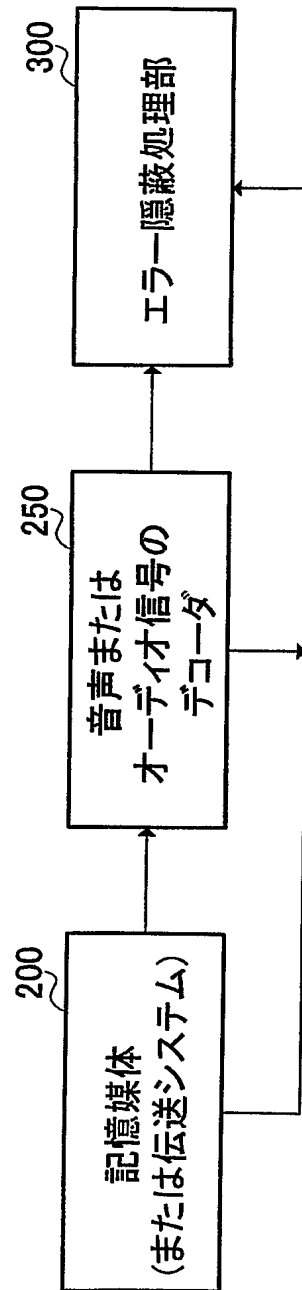 200
記憶媒体
(または伝送システム)
250
音声または
オーディオ信号の
デコーダ
300
エラー隠蔽処理部